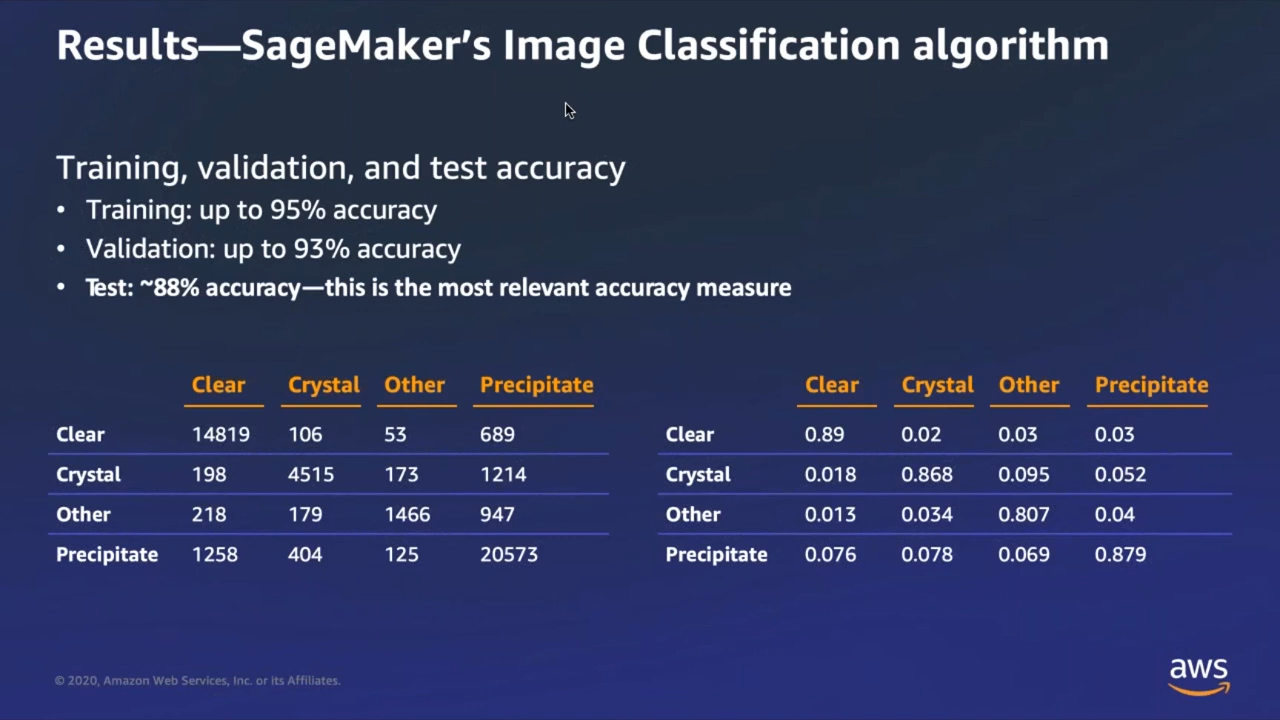 Results—SageMaker's Image Classification algorithm
Training, validation, and test accuracy
• Training: up to 95% accuracy
• Validation: up to 93% accuracy
• Test: ~88% accuracy—this is the most relevant accuracy measure
Clear Crystal Other Precipitate
Clear 14819 106 53 689
Crystal 198 4515 173 1214
Other 218 179 1466 947
Precipitate 1258 404 125 20573
Clear Crystal Other Precipitate
Clear 0.89 0.02 0.03 0.03
Crystal 0.018 0.868 0.095 0.052
Other 0.013 0.034 0.807 0.04
Precipitate 0.076 0.078 0.069 0.879
© 2020, Amazon Web Services, Inc. or its Affiliates.
aws